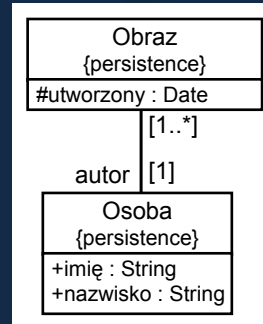 Obraz
{persistence}
#utworzony : Date
[1..*]
autor [1]
Osoba
{persistence}
+imię : String
+nazwisko : String